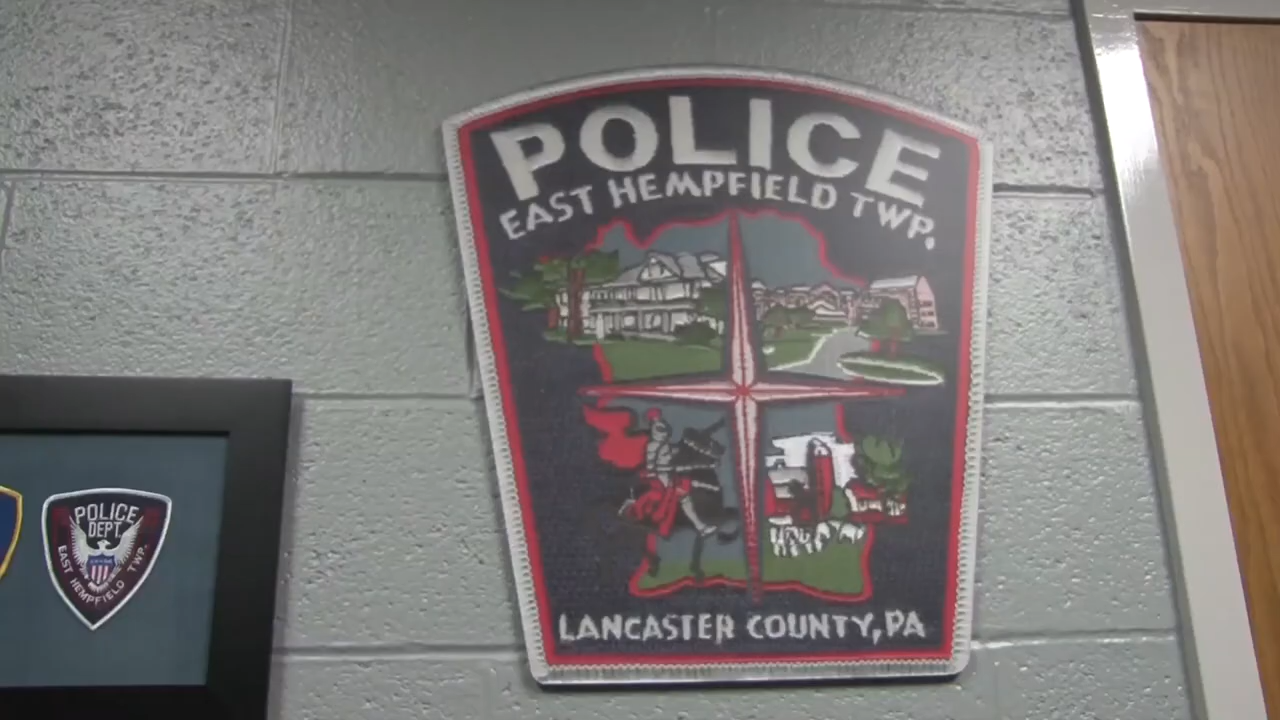 POLICE
EAST HEMPFIELD TWP.
LANCASTER COUNTY, PA
POLICE
DEPT.
EAST HEMPFIELD TWP.